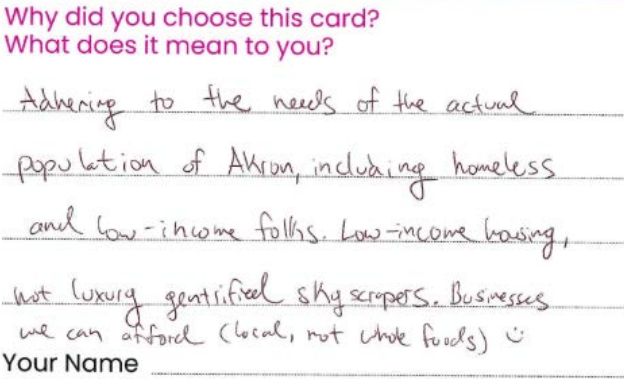 Why did you choose this card?
What does it mean to you?
Adhering to the needs of the actual
population of Akron, including homeless
and low-income folks. Low-income housing,
not luxury gentrified skyscrapers. Businesses
we can afford (local, not whole foods) :)
Your Name